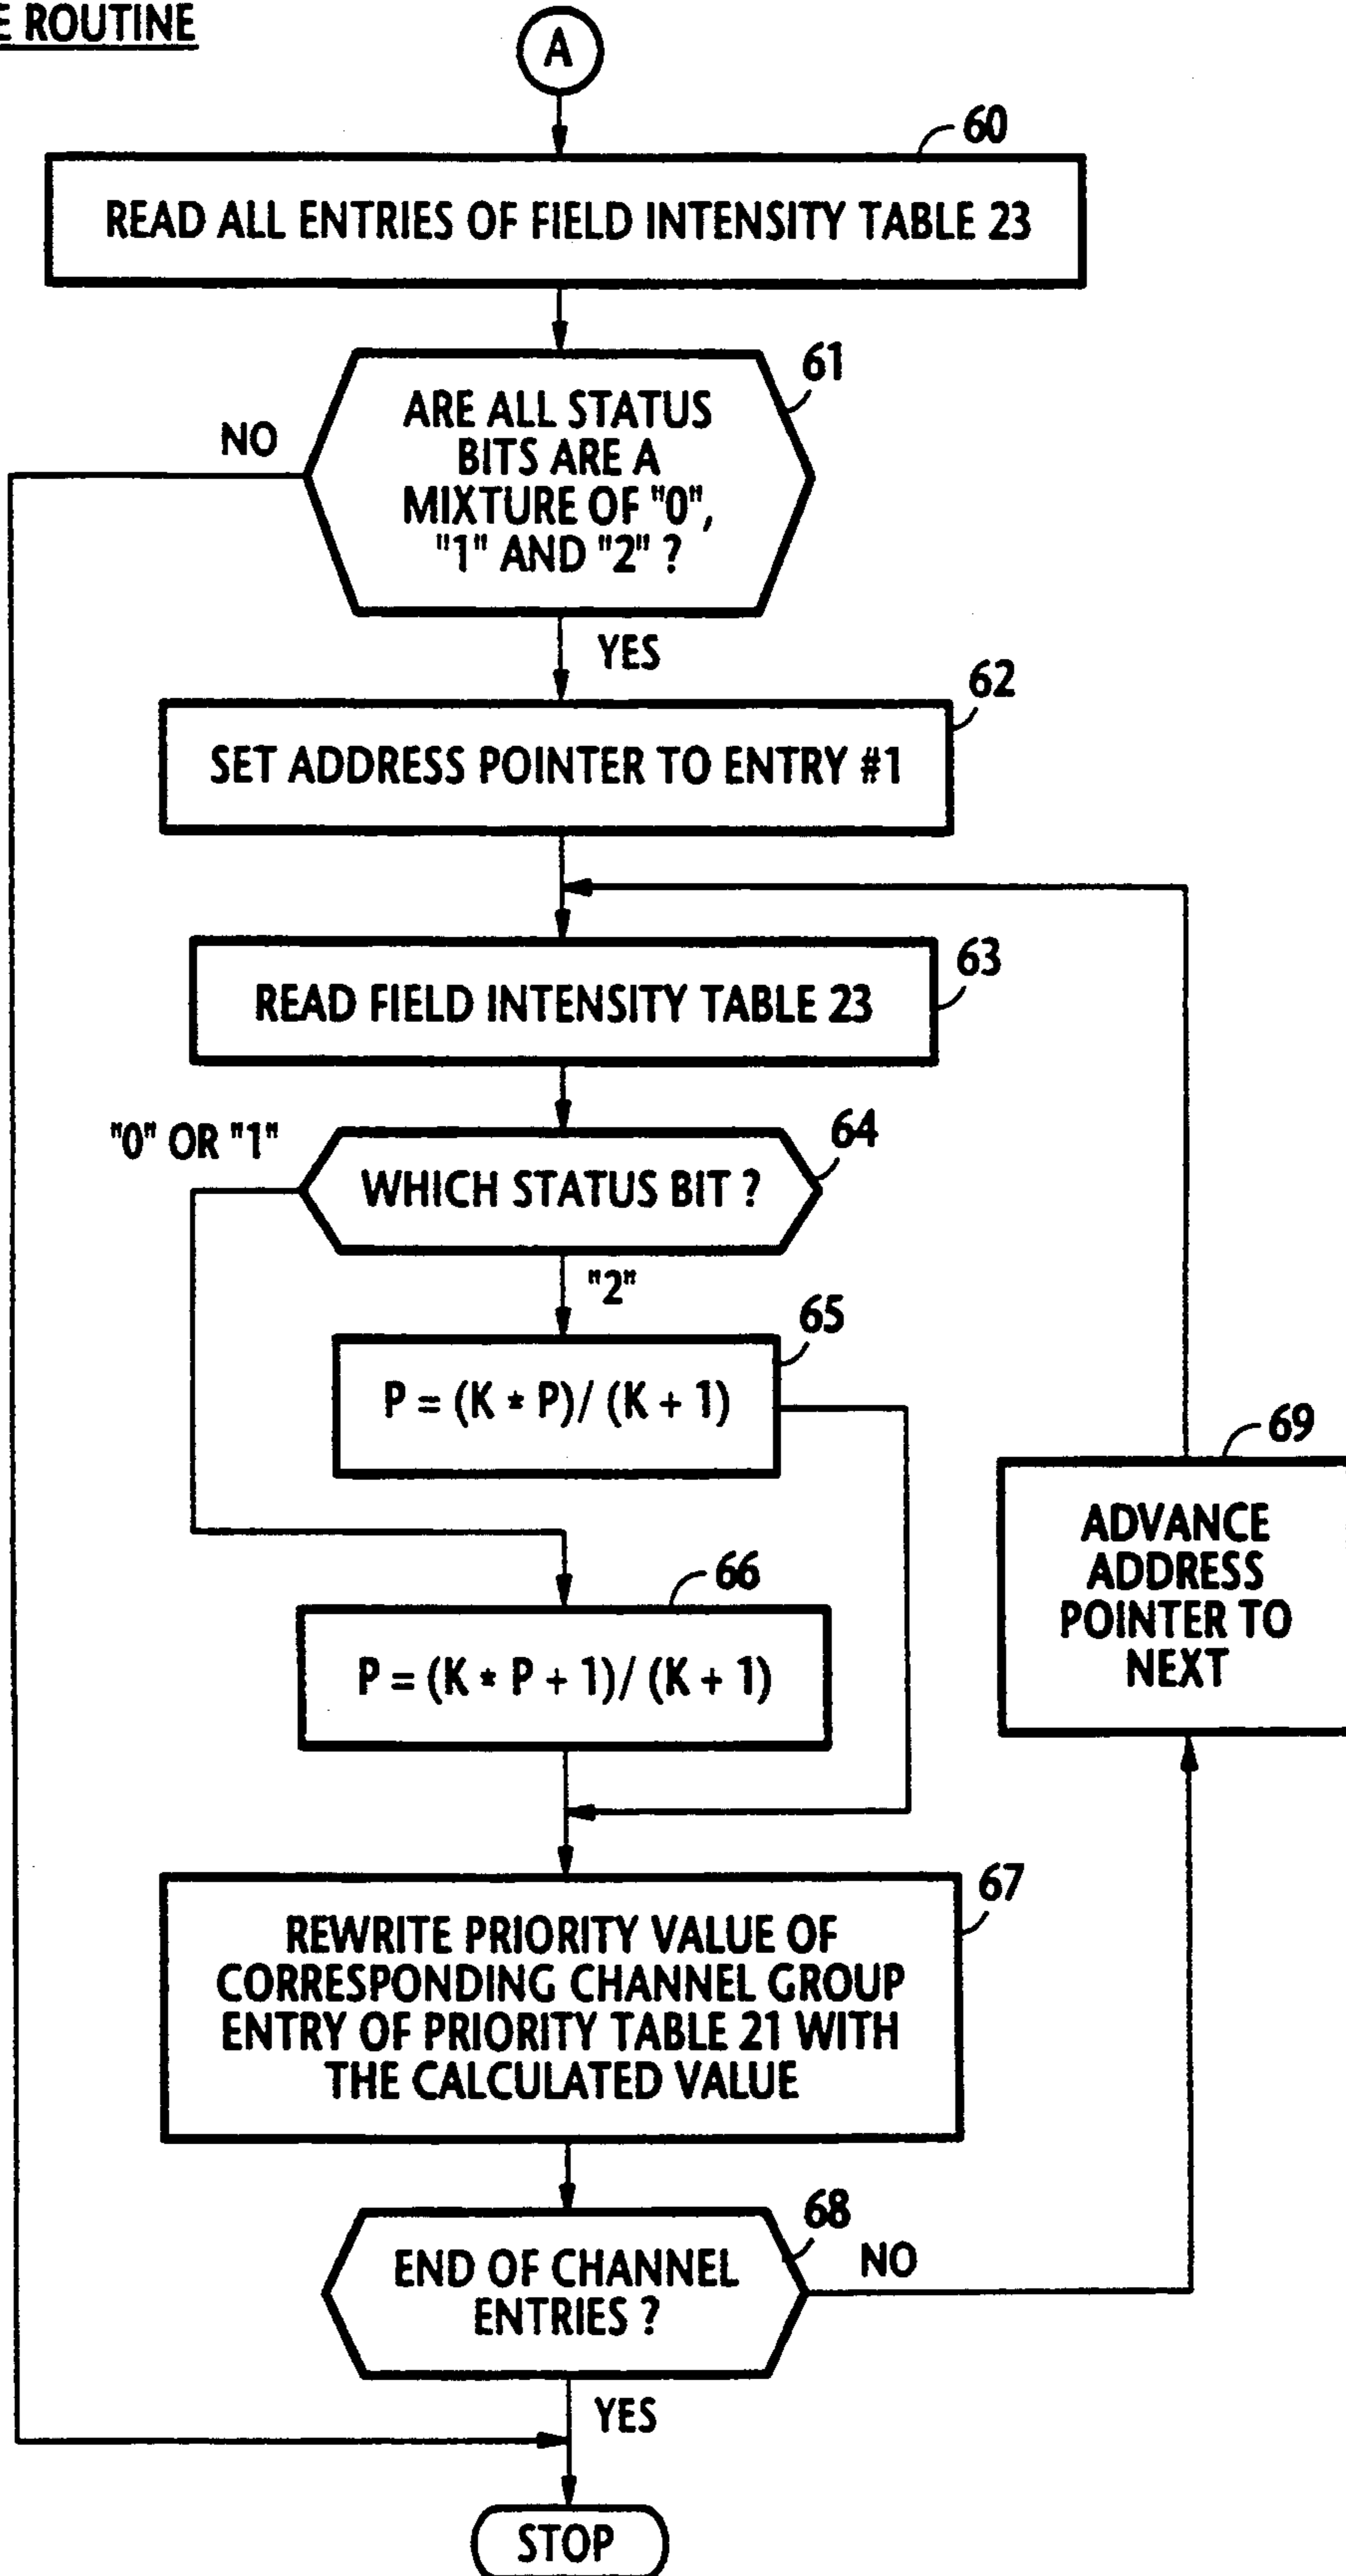 E ROUTINE
A
60
READ ALL ENTRIES OF FIELD INTENSITY TABLE 23
61
ARE ALL STATUS
BITS ARE A
MIXTURE OF "0",
"1" AND "2" ?
NO
YES
62
SET ADDRESS POINTER TO ENTRY #1
63
READ FIELD INTENSITY TABLE 23
64
"0" OR "1"
WHICH STATUS BIT ?
"2"
65
P = (K * P)/ (K + 1)
69
ADVANCE
ADDRESS
POINTER TO
NEXT
66
P = (K * P + 1)/ (K + 1)
67
REWRITE PRIORITY VALUE OF
CORRESPONDING CHANNEL GROUP
ENTRY OF PRIORITY TABLE 21 WITH
THE CALCULATED VALUE
68
END OF CHANNEL
ENTRIES ?
NO
YES
STOP